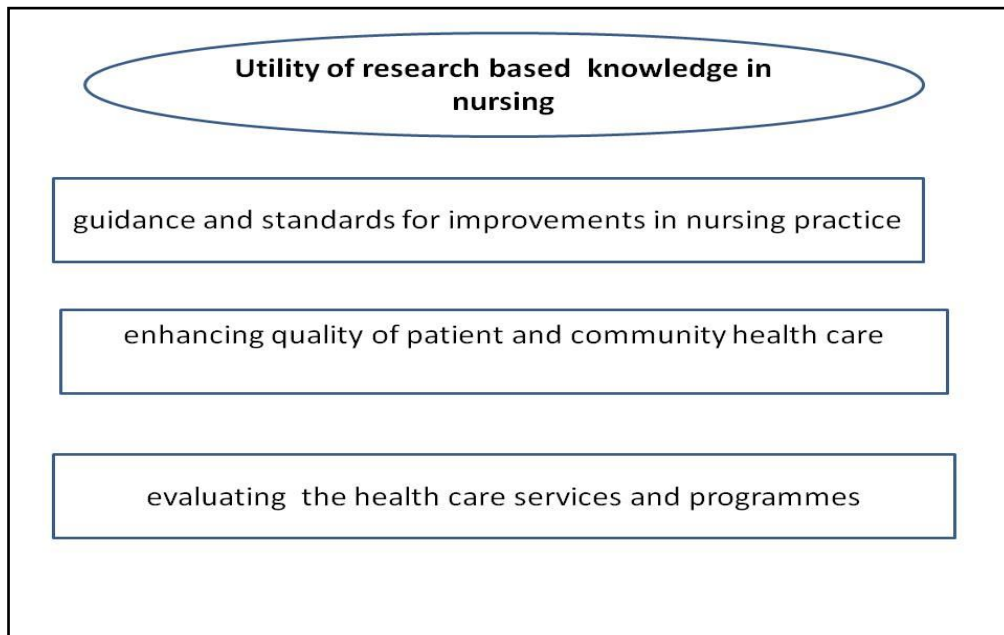 Utility of research based knowledge in
nursing
guidance and standards for improvements in nursing practice
enhancing quality of patient and community health care
evaluating the health care services and programmes